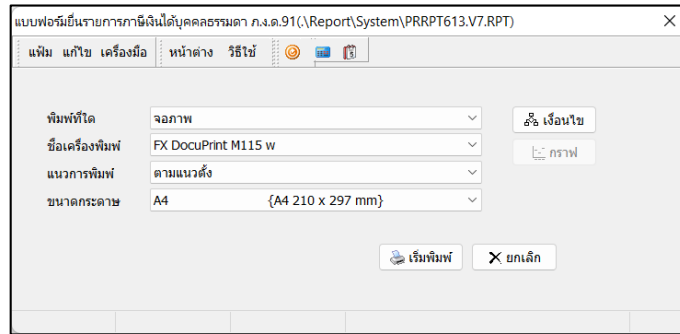 แบบฟอร์มยื่นรายการภาษีเงินได้บุคคลธรรมดา ภ.ง.ด.91(.\Report\System\PRRPT613.V7.RPT)
แฟ้ม แก้ไข เครื่องมือ หน้าต่าง วิธีใช้
พิมพ์ที่ใด จอภาพ เงื่อนไข
ชื่อเครื่องพิมพ์ FX DocuPrint M115 w กราฟ
แนวการพิมพ์ ตามแนวตั้ง
ขนาดกระดาษ A4 {A4 210 x 297 mm}
เริ่มพิมพ์ ยกเลิก